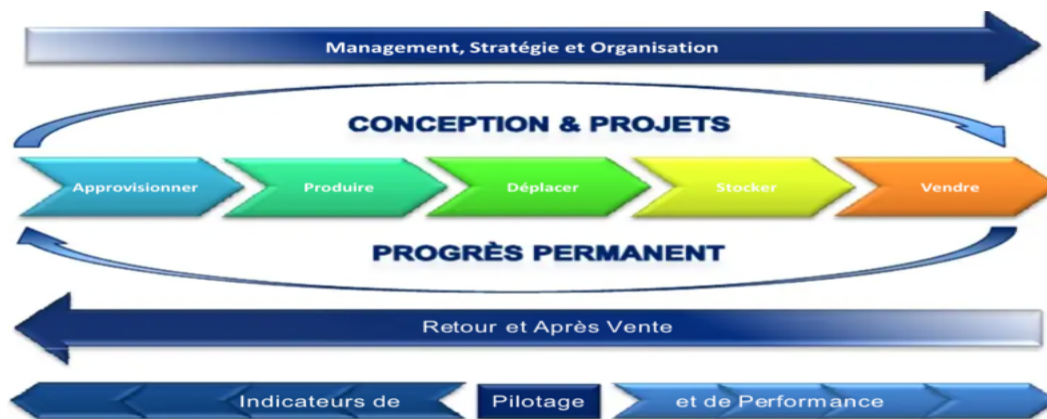 Management, Stratégie et Organisation
CONCEPTION & PROJETS
Approvisionner Produire Déplacer Stocker Vendre
PROGRÈS PERMANENT
Retour et Après Vente
Indicateurs de Pilotage et de Performance